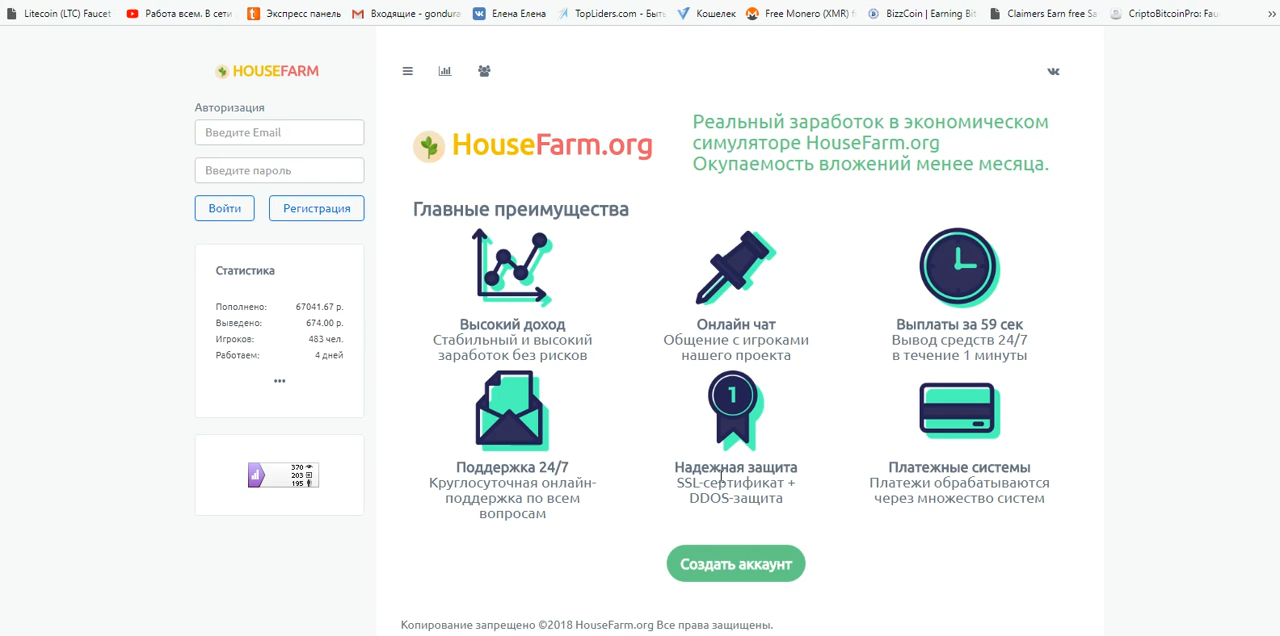 Litecoin (LTC) Faucet
Работа всем. В сети
Экспресс панель
Входящие - gondura
Елена Елена
TopLiders.com - Быть
Кошелек
Free Monero (XMR) f
BizzCoin | Earning Bit
Claimers Earn free Sa
CriptoBitcoinPro: Fau
»
HOUSEFARM
Авторизация
Введите Email
Введите пароль
Войти
Регистрация
Статистика
Пополнено: 67041.67 р.
Выведено: 674.00 р.
Игроков: 483 чел.
Работаем: 4 дней
370
203
195
HouseFarm.org
Реальный заработок в экономическом
симуляторе HouseFarm.org
Окупаемость вложений менее месяца.
Главные преимущества
Высокий доход
Стабильный и высокий
заработок без рисков
Онлайн чат
Общение с игроками
нашего проекта
Выплаты за 59 сек
Вывод средств 24/7
в течение 1 минуты
Поддержка 24/7
Круглосуточная онлайн-
поддержка по всем
вопросам
1
Надежная защита
SSL-сертификат +
DDOS-защита
Платежные системы
Платежи обрабатываются
через множество систем
Создать аккаунт
Копирование запрещено ©2018 HouseFarm.org Все права защищены.